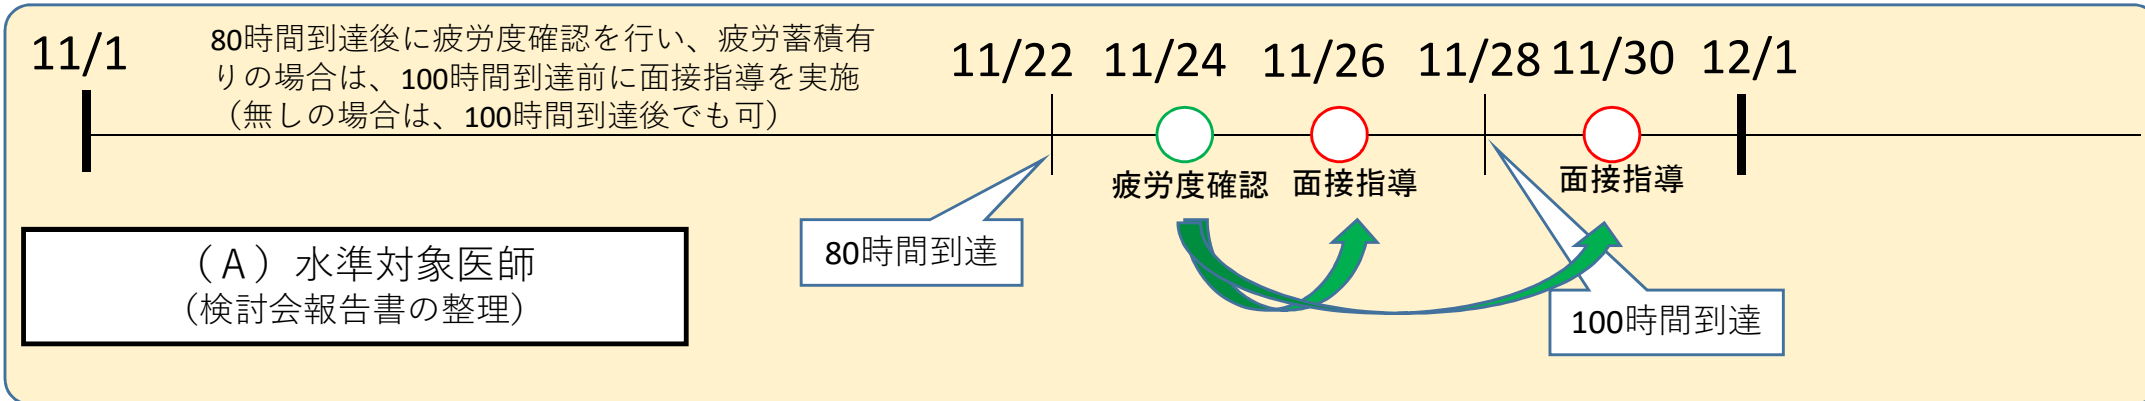 11/1
80時間到達後に疲労度確認を行い、疲労蓄積有
りの場合は、100時間到達前に面接指導を実施
（無しの場合は、100時間到達後でも可）
11/22
11/24
11/26
11/28
11/30
12/1
疲労度確認
面接指導
面接指導
80時間到達
100時間到達
（Ａ）水準対象医師
（検討会報告書の整理）